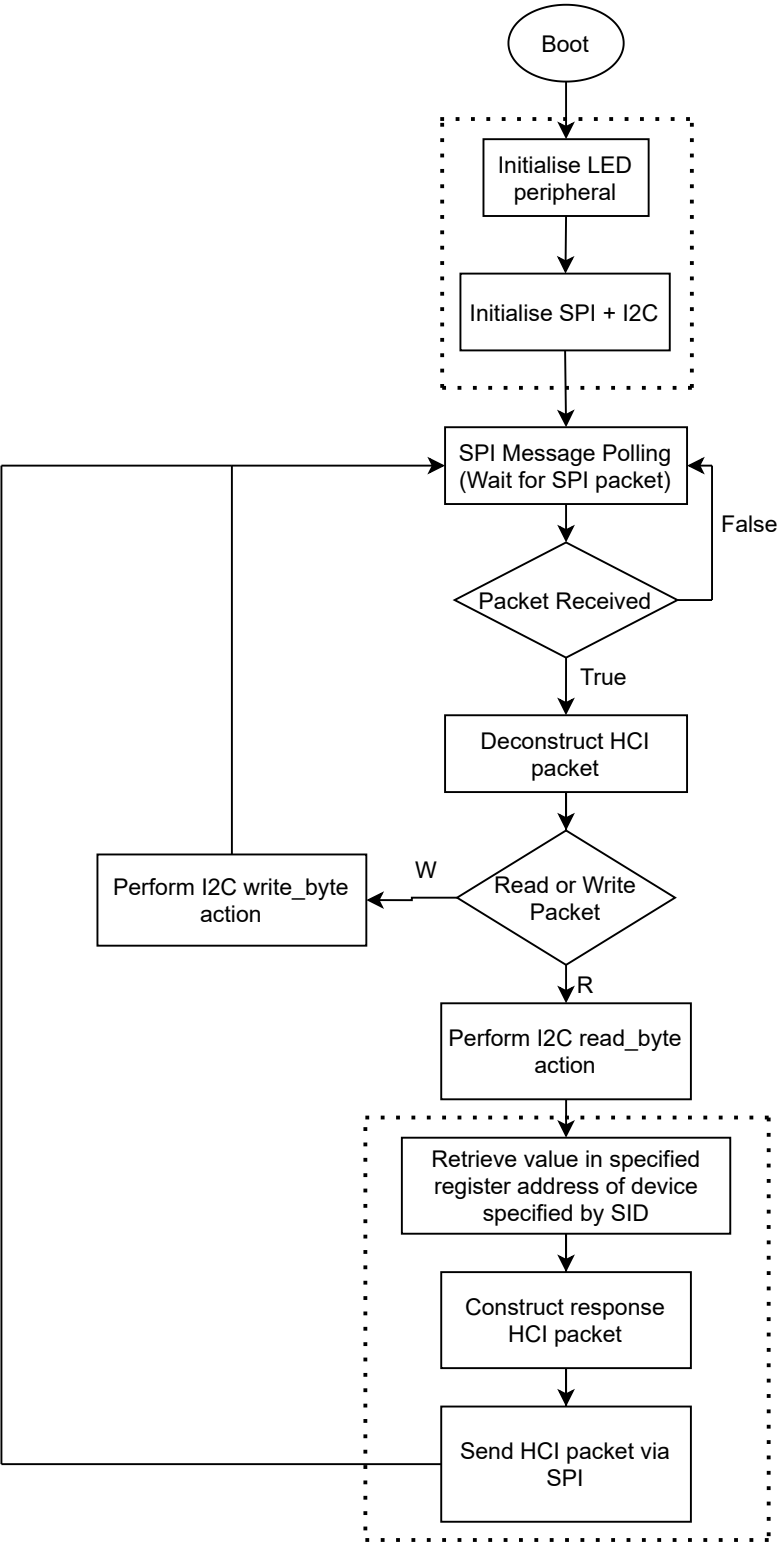 Boot
Initialise LED
peripheral
Initialise SPI + I2C
SPI Message Polling
(Wait for SPI packet)
False
Packet Received
True
Deconstruct HCI
packet
W
Read or Write
Packet
Perform I2C write_byte
action
R
Perform I2C read_byte
action
Retrieve value in specified
register address of device
specified by SID
Construct response
HCI packet
Send HCI packet via
SPI